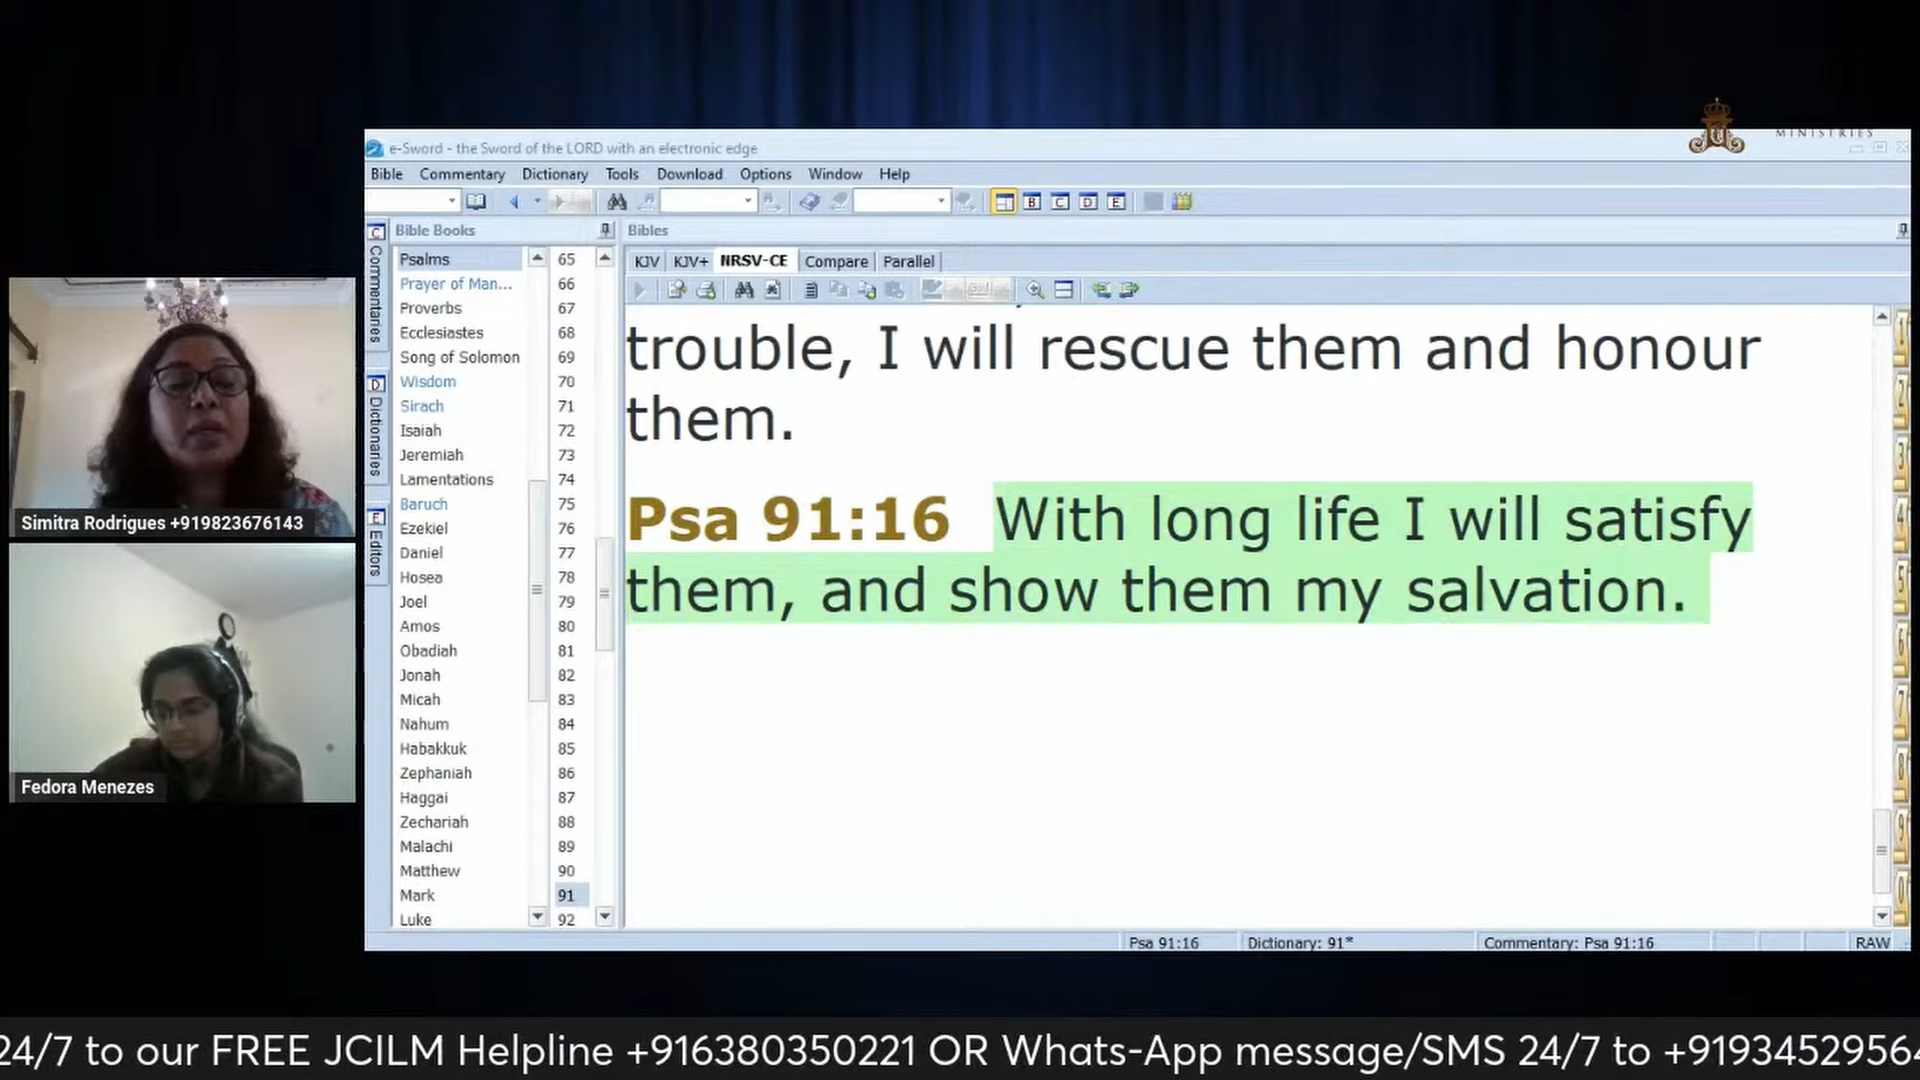 MINISTRIES
e-Sword - the Sword of the LORD with an electronic edge
Bible Commentary Dictionary Tools Download Options Window Help
B C D E
C Commentaries
D Dictionaries
E Editors
Bible Books
Psalms 65
Prayer of Man... 66
Proverbs 67
Ecclesiastes 68
Song of Solomon 69
Wisdom 70
Sirach 71
Isaiah 72
Jeremiah 73
Lamentations 74
Baruch 75
Ezekiel 76
Daniel 77
Hosea 78
Joel 79
Amos 80
Obadiah 81
Jonah 82
Micah 83
Nahum 84
Habakkuk 85
Zephaniah 86
Haggai 87
Zechariah 88
Malachi 89
Matthew 90
Mark 91
Luke 92
Bibles
KJV KJV+ NRSV-CE Compare Parallel
trouble, I will rescue them and honour
them.
Psa 91:16 With long life I will satisfy
them, and show them my salvation.
Psa 91:16 Dictionary: 91* Commentary: Psa 91:16 RAW
Simitra Rodrigues +919823676143
Fedora Menezes
24/7 to our FREE JCILM Helpline +916380350221 OR Whats-App message/SMS 24/7 to +9193452956